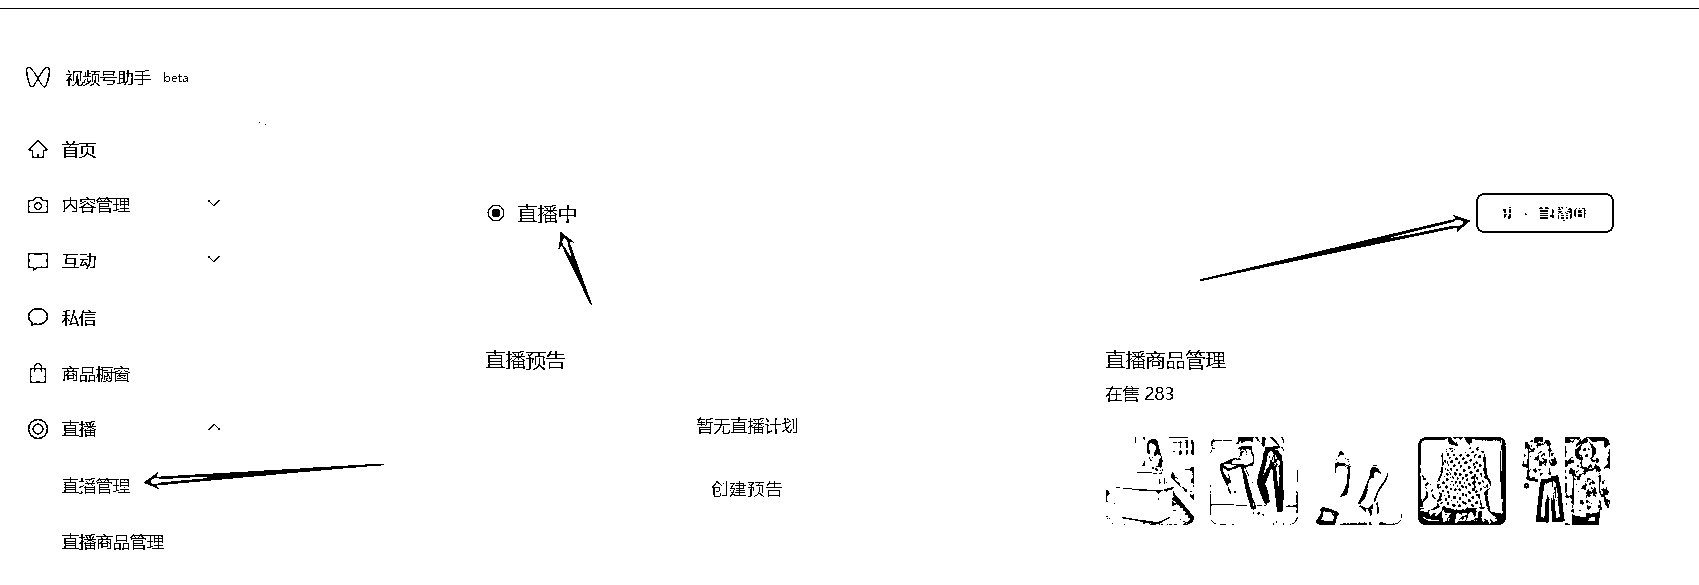 视频号助手 beta
首页
内容管理
互动
私信
商品橱窗
直播
直播管理
直播商品管理
直播中
直播预告
暂无直播计划
创建预告
直播商品管理
在售 283